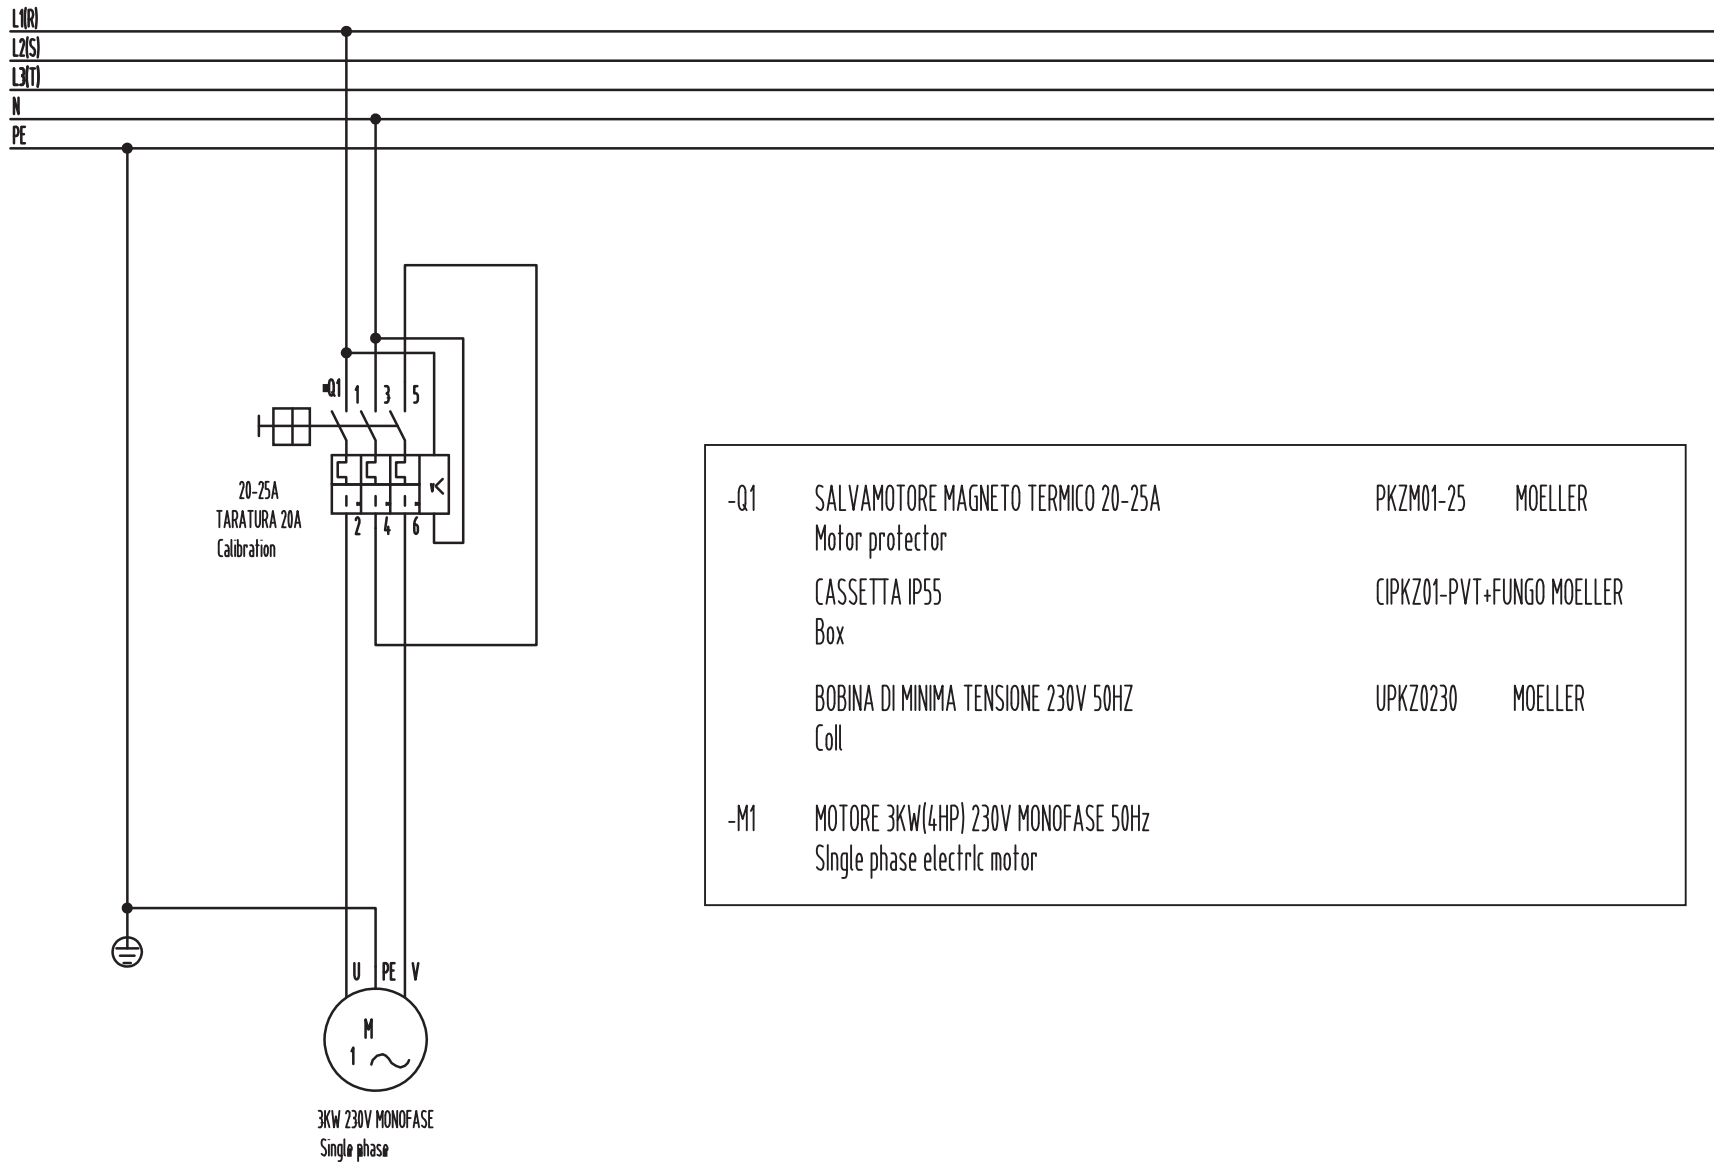 L1(R)
L2(S)
L3(T)
N
PE
-Q1 1 3 5
20-25A
TARATURA 20A
Calibration
2 4 6
U<
-Q1 SALVAMOTORE MAGNETO TERMICO 20-25A PKZM01-25 MOELLER
Motor protector
CASSETTA IP55 CIPKZ01-PVT+FUNGO MOELLER
Box
BOBINA DI MINIMA TENSIONE 230V 50HZ UPKZ0230 MOELLER
Coll
-M1 MOTORE 3KW(4HP) 230V MONOFASE 50Hz
SIngle phase electrIc motor
U PE V
M
1
3KW 230V MONOFASE
Single phase